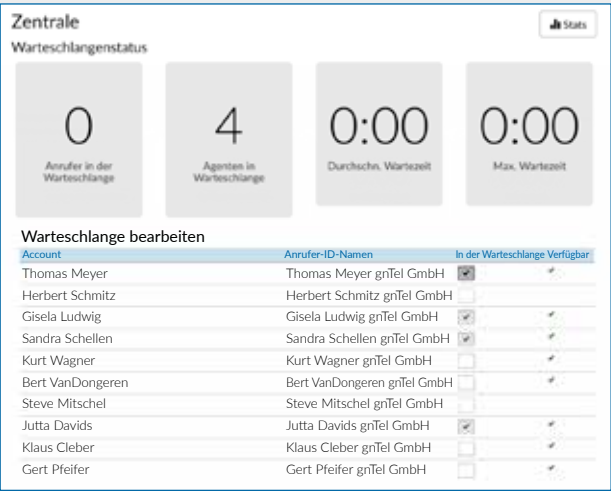 Zentrale
Stats
Warteschlangenstatus
0
Anrufer in der
Warteschlange
4
Agenten in
Warteschlange
0:00
Durchschn. Wartezeit
0:00
Max. Wartezeit
Warteschlange bearbeiten
Account Anrufer-ID-Namen In der Warteschlange Verfügbar
Thomas Meyer Thomas Meyer gnTel GmbH
Herbert Schmitz Herbert Schmitz gnTel GmbH
Gisela Ludwig Gisela Ludwig gnTel GmbH
Sandra Schellen Sandra Schellen gnTel GmbH
Kurt Wagner Kurt Wagner gnTel GmbH
Bert VanDongeren Bert VanDongeren gnTel GmbH
Steve Mitschel Steve Mitschel gnTel GmbH
Jutta Davids Jutta Davids gnTel GmbH
Klaus Cleber Klaus Cleber gnTel GmbH
Gert Pfeifer Gert Pfeifer gnTel GmbH